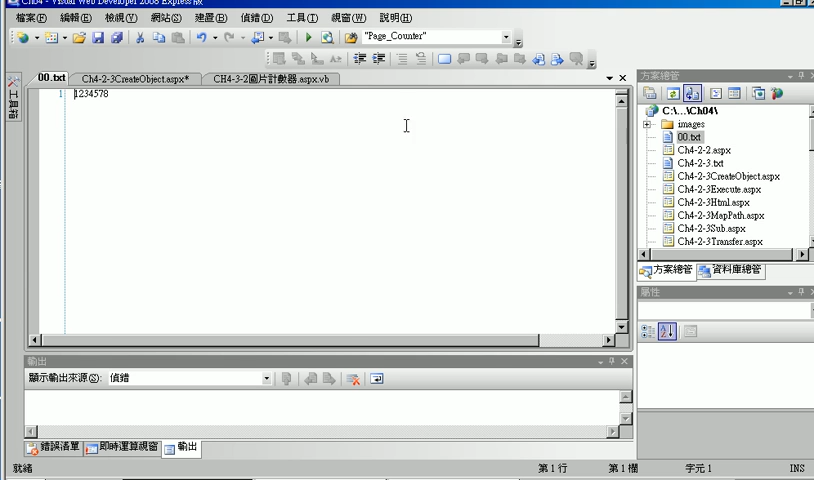 Ch04 - Visual Web Developer 2008 Express 版
檔案(F) 編輯(E) 檢視(V) 網站(S) 建置(B) 偵錯(D) 工具(T) 視窗(W) 說明(H)
"Page_Counter"
工具箱
00.txt Ch4-2-3CreateObject.aspx* CH4-3-2圖片計數器.aspx.vb
1 1234578
方案總管
C:\...\Ch04\
images
00.txt
Ch4-2-2.aspx
Ch4-2-3.txt
Ch4-2-3CreateObject.aspx
Ch4-2-3Execute.aspx
Ch4-2-3Html.aspx
Ch4-2-3MapPath.aspx
Ch4-2-3Sub.aspx
Ch4-2-3Transfer.aspx
方案總管 資料庫總管
屬性
輸出
顯示輸出來源(S): 偵錯
錯誤清單 即時運算視窗 輸出
就緒 第 1 行 第 1 欄 字元 1 INS